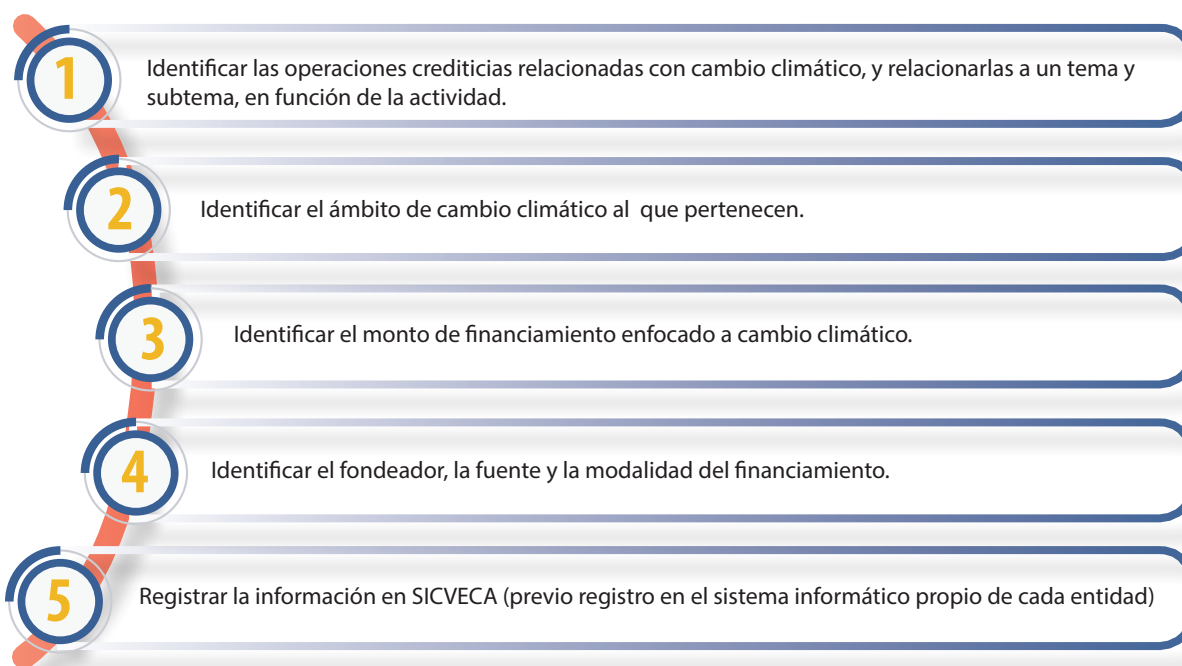 1
Identificar las operaciones crediticias relacionadas con cambio climático, y relacionarlas a un tema y
subtema, en función de la actividad.
2
Identificar el ámbito de cambio climático al que pertenecen.
3
Identificar el monto de financiamiento enfocado a cambio climático.
4
Identificar el fondeador, la fuente y la modalidad del financiamiento.
5
Registrar la información en SICVECA (previo registro en el sistema informático propio de cada entidad)